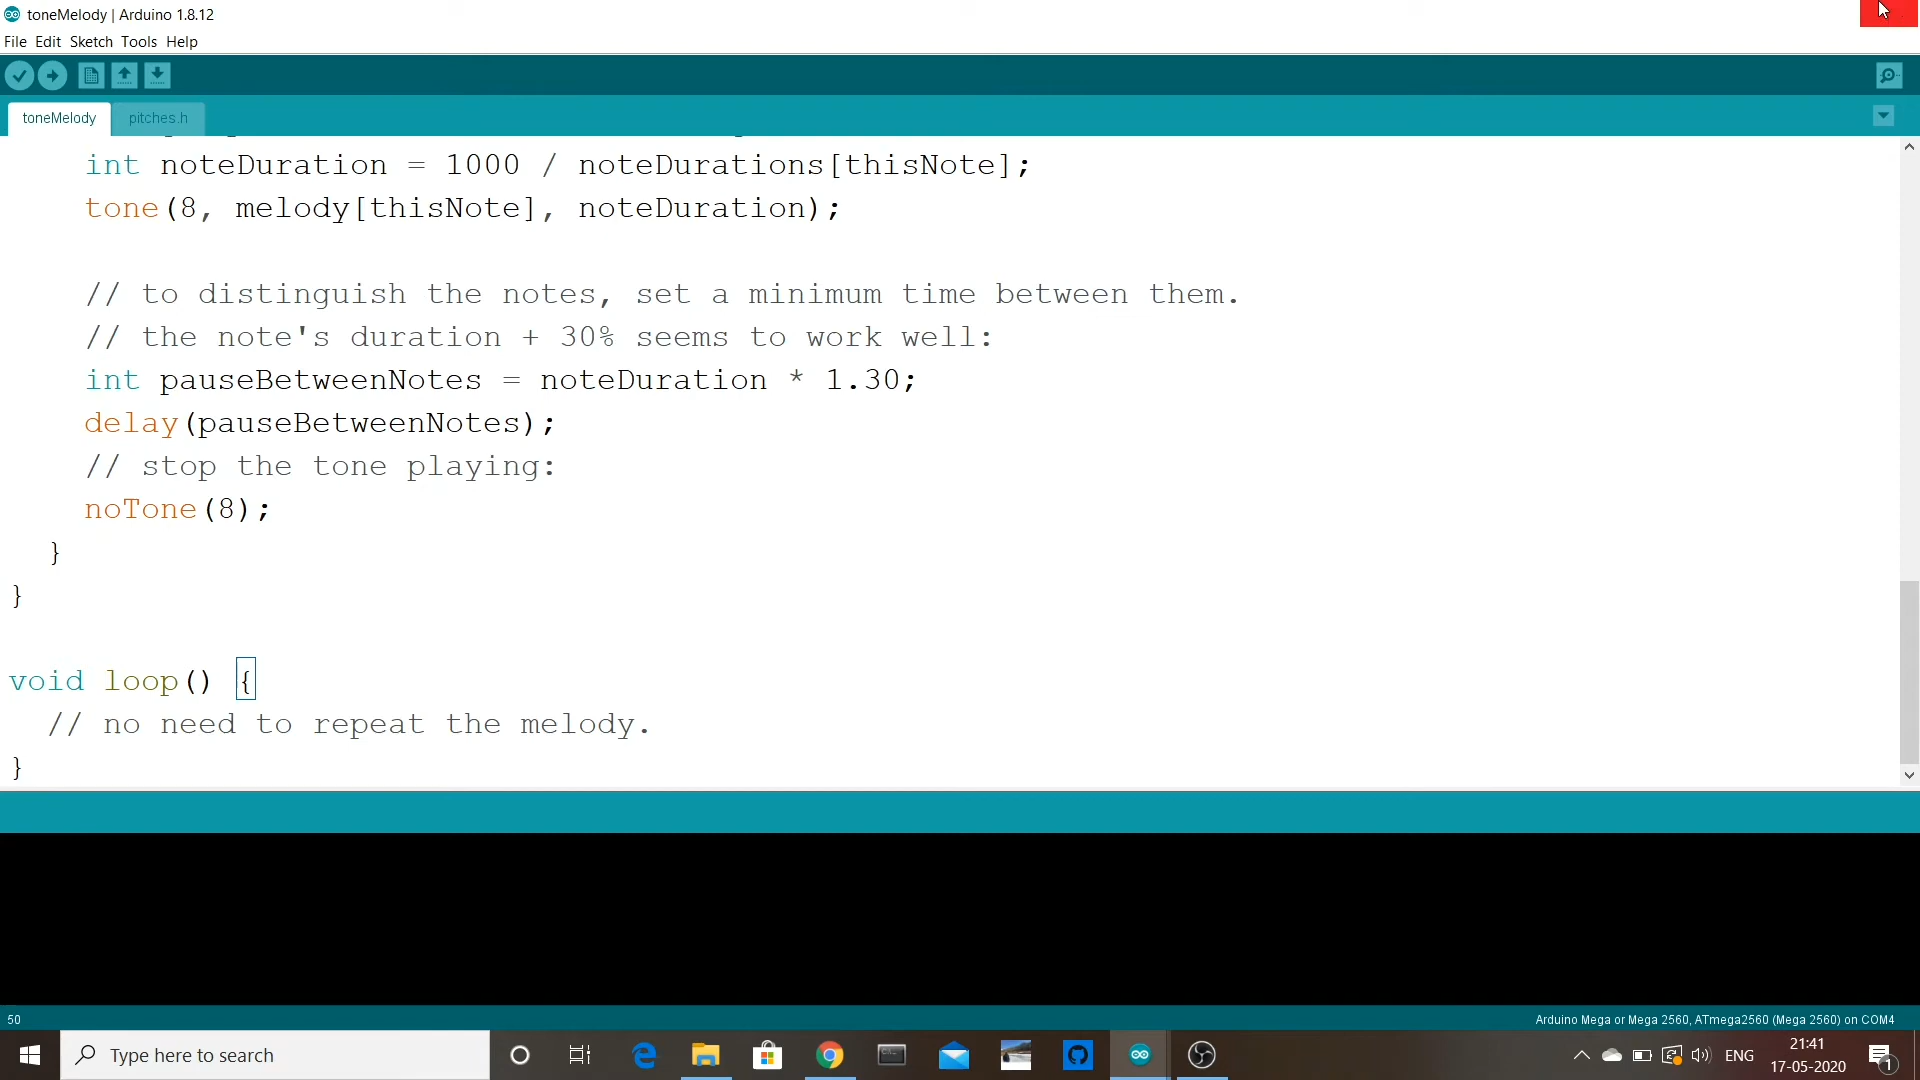 toneMelody | Arduino 1.8.12
File Edit Sketch Tools Help
toneMelody pitches.h
int noteDuration = 1000 / noteDurations[thisNote];
tone(8, melody[thisNote], noteDuration);
// to distinguish the notes, set a minimum time between them.
// the note's duration + 30% seems to work well:
int pauseBetweenNotes = noteDuration * 1.30;
delay(pauseBetweenNotes);
// stop the tone playing:
noTone(8);
}
}
void loop() {
// no need to repeat the melody.
}
50 Arduino Mega or Mega 2560, ATmega2560 (Mega 2560) on COM4
Type here to search
ENG
21:41
17-05-2020
1